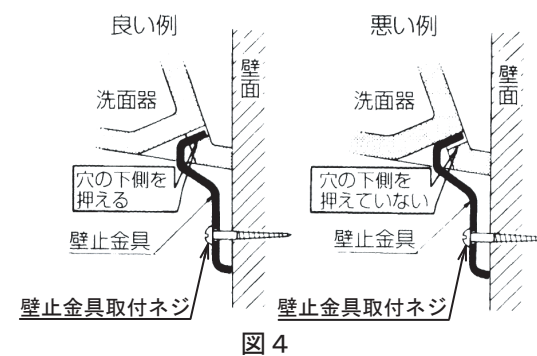 良い例
壁面
洗面器
穴の下側を
押える
壁止金具
壁止金具取付ネジ
悪い例
壁面
洗面器
穴の下側を
押えていない
壁止金具
壁止金具取付ネジ
図4